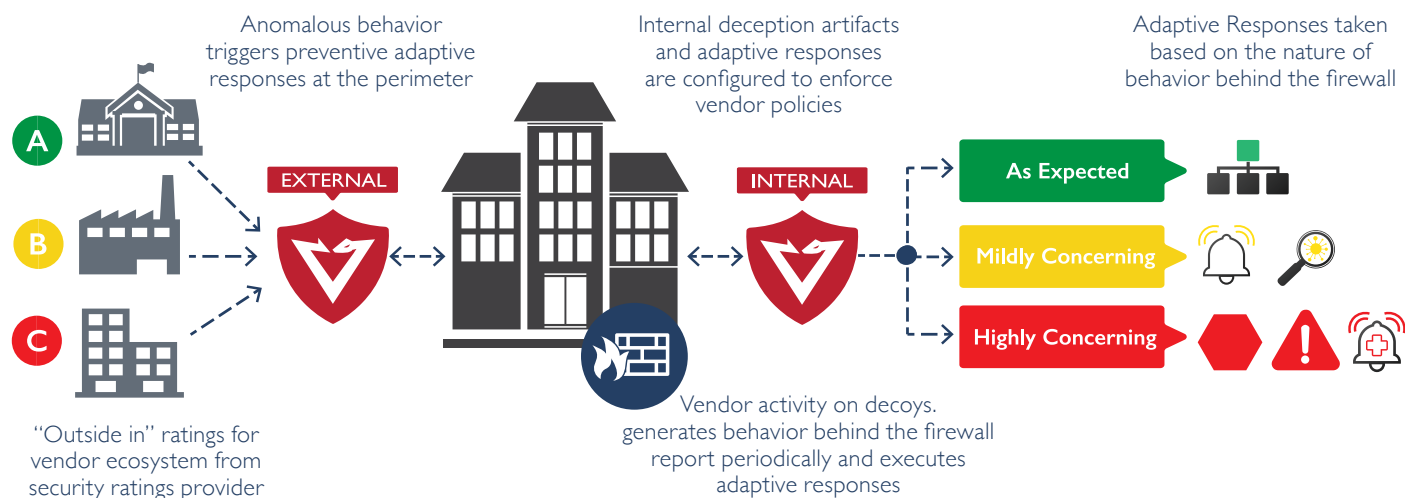 Anomalous behavior
triggers preventive adaptive
responses at the perimeter
Internal deception artifacts
and adaptive responses
are configured to enforce
vendor policies
Adaptive Responses taken
based on the nature of
behavior behind the firewall
A
B
C
EXTERNAL
INTERNAL
As Expected
Mildly Concerning
Highly Concerning
“Outside in” ratings for
vendor ecosystem from
security ratings provider
Vendor activity on decoys.
generates behavior behind the firewall
report periodically and executes
adaptive responses